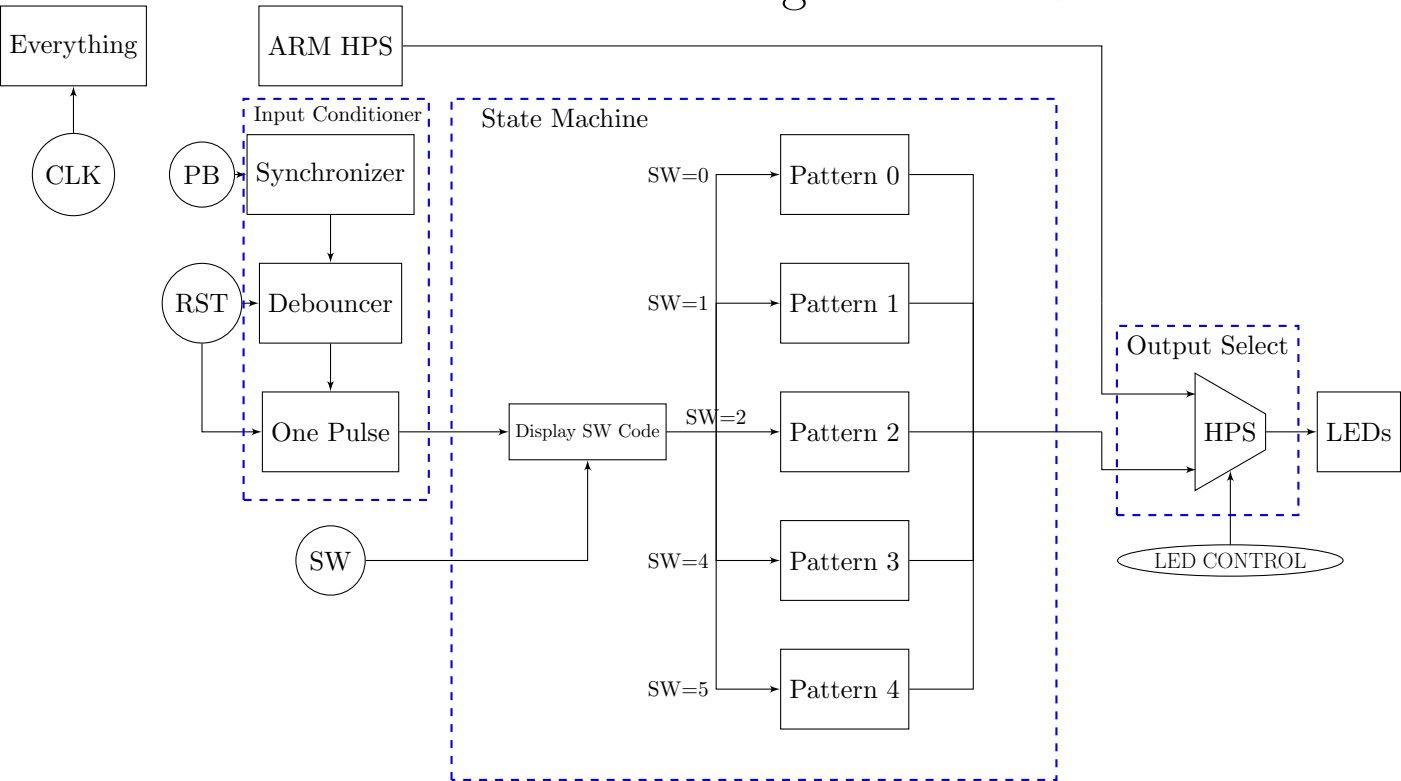 Everything
ARM HPS
Input Conditioner
State Machine
CLK
PB
Synchronizer
SW=0
Pattern 0
RST
Debouncer
SW=1
Pattern 1
Output Select
One Pulse
Display SW Code
SW=2
Pattern 2
HPS
LEDs
SW
SW=4
Pattern 3
LED CONTROL
SW=5
Pattern 4